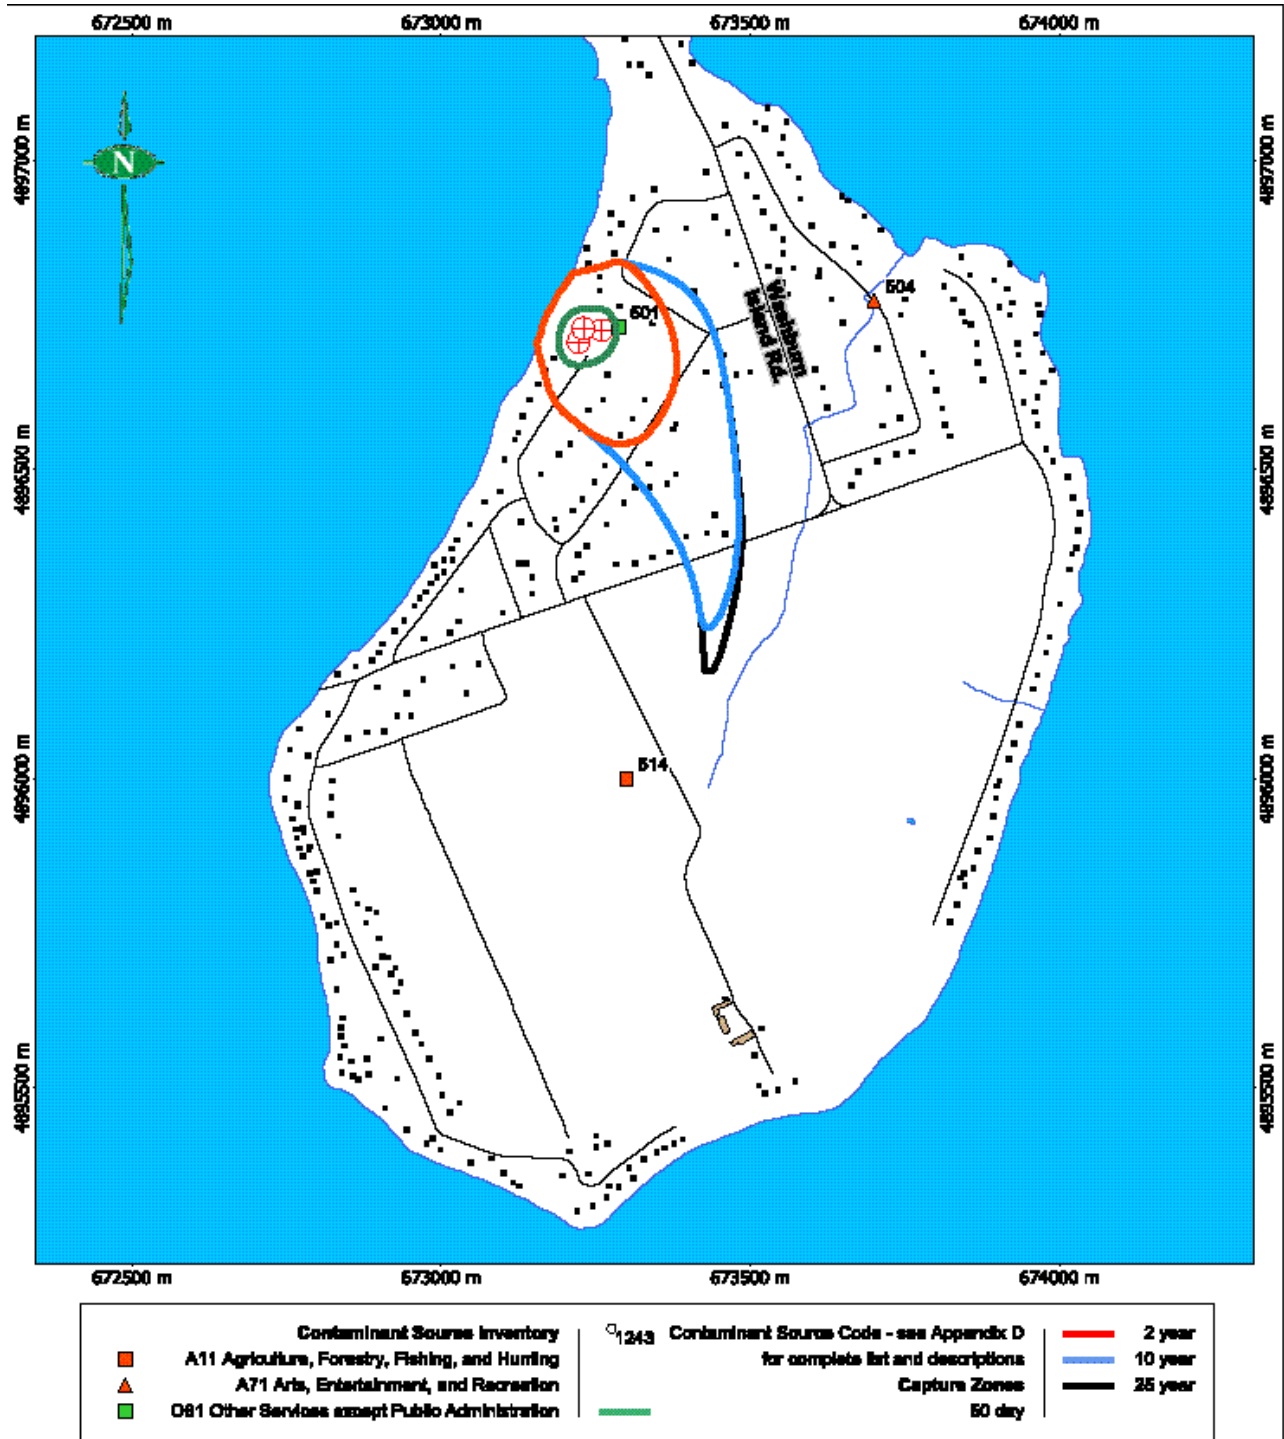 672500 m 673000 m 673500 m 674000 m
4897000 m 4897000 m
N
504
501
Washburn
Island Rd.
4896500 m 4896500 m
514
4896000 m 4896000 m
4895500 m 4895500 m
672500 m 673000 m 673500 m 674000 m
Contaminant Source Inventory
A11 Agriculture, Forestry, Fishing, and Hunting
A71 Arts, Entertainment, and Recreation
O81 Other Services except Public Administration
1243 Contaminant Source Code - see Appendix D
for complete list and descriptions
Capture Zones
50 day
2 year
10 year
25 year